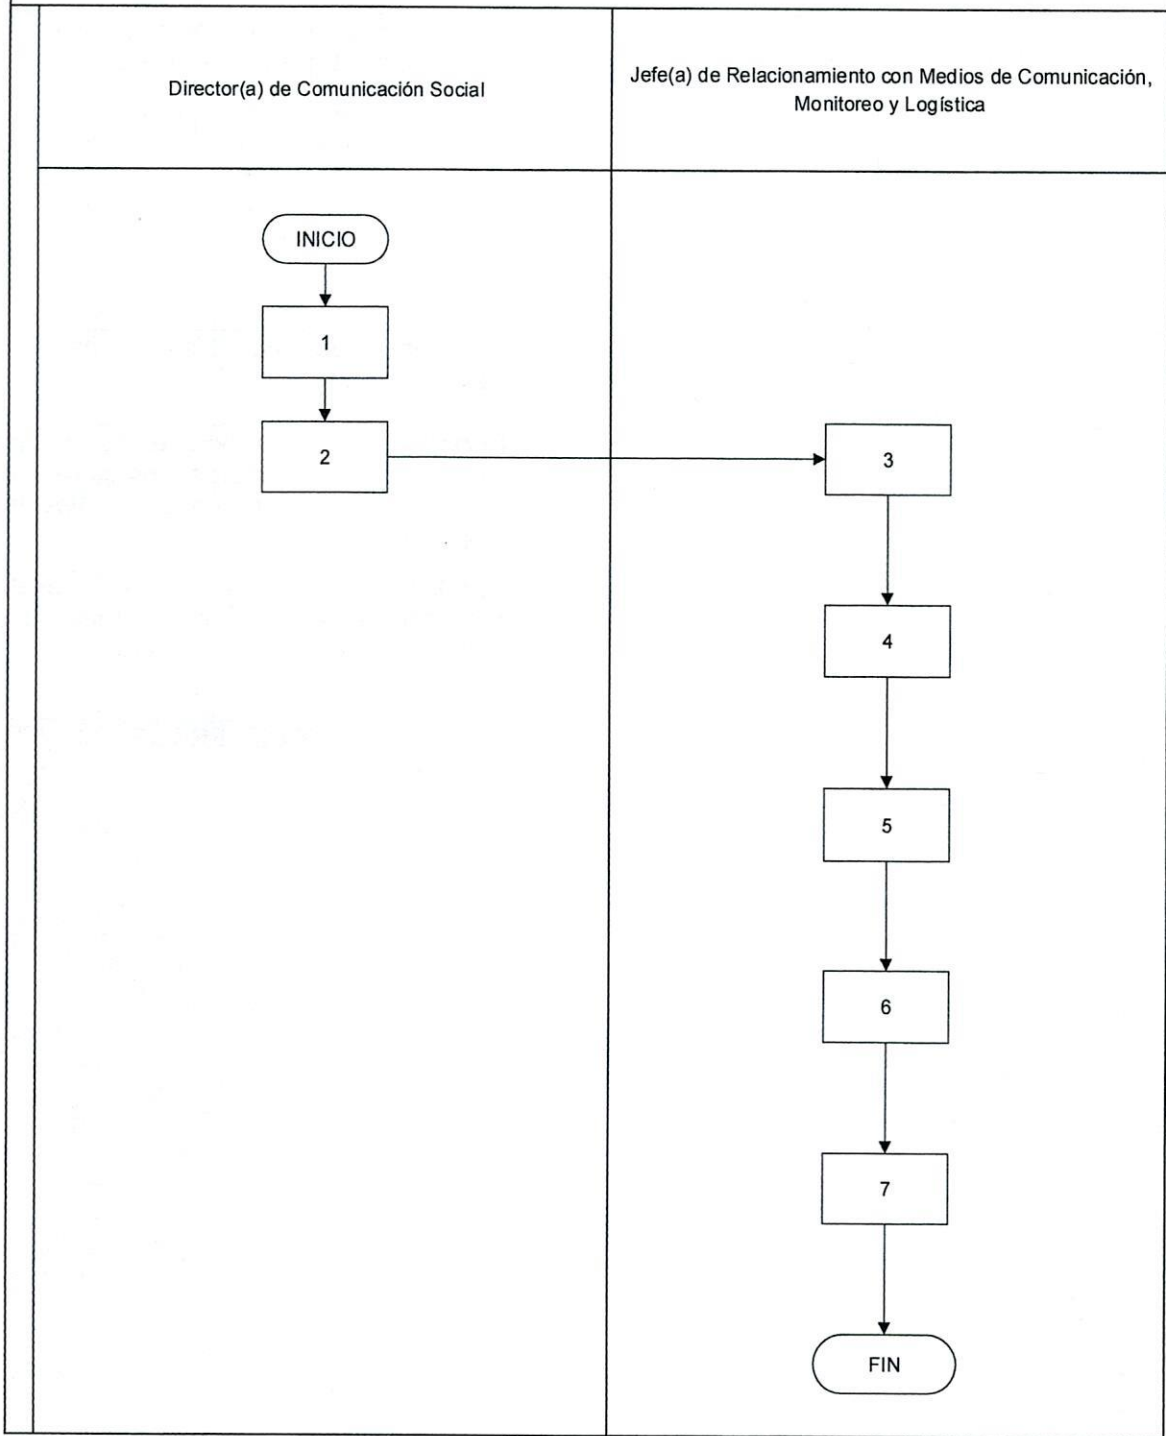 Director(a) de Comunicación Social
Jefe(a) de Relacionamiento con Medios de Comunicación,
Monitoreo y Logística
INICIO
1
2
3
4
5
6
7
FIN